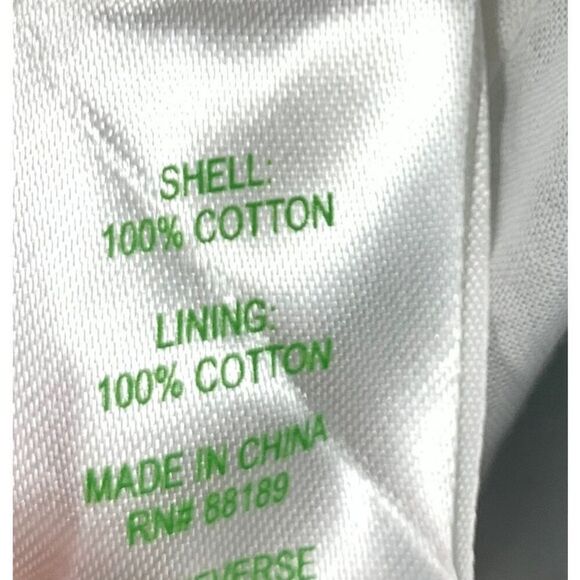 SHELL:
100% COTTON
LINING:
100% COTTON
MADE IN CHINA
RN# 88189